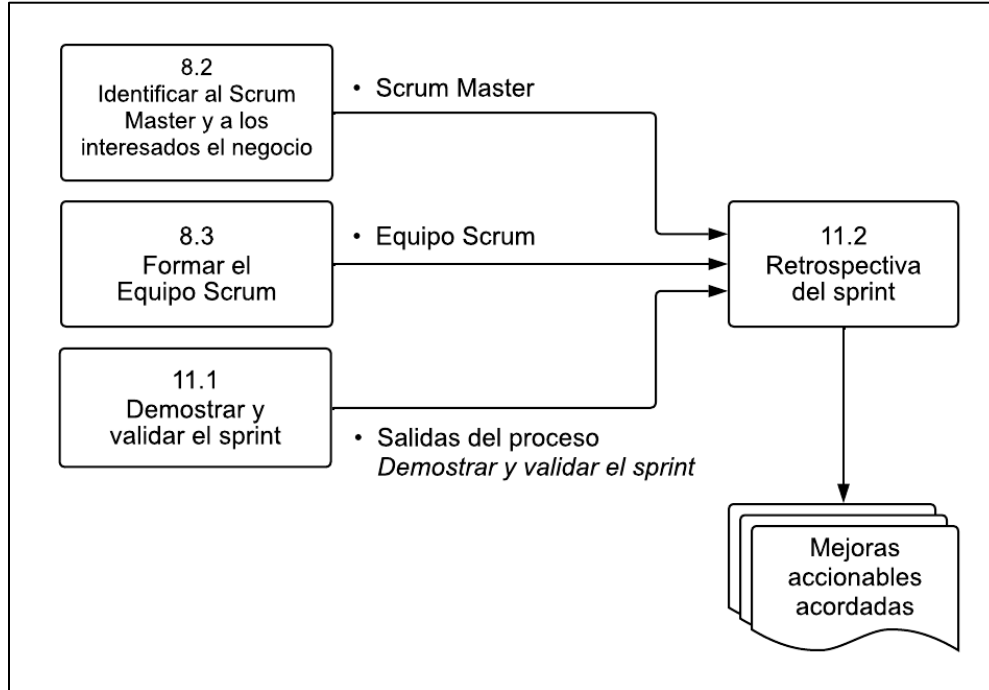 8.2
Identificar al Scrum
Master y a los
interesados el negocio
• Scrum Master
8.3
Formar el
Equipo Scrum
• Equipo Scrum
11.1
Demostrar y
validar el sprint
• Salidas del proceso
Demostrar y validar el sprint
11.2
Retrospectiva
del sprint
Mejoras
accionables
acordadas